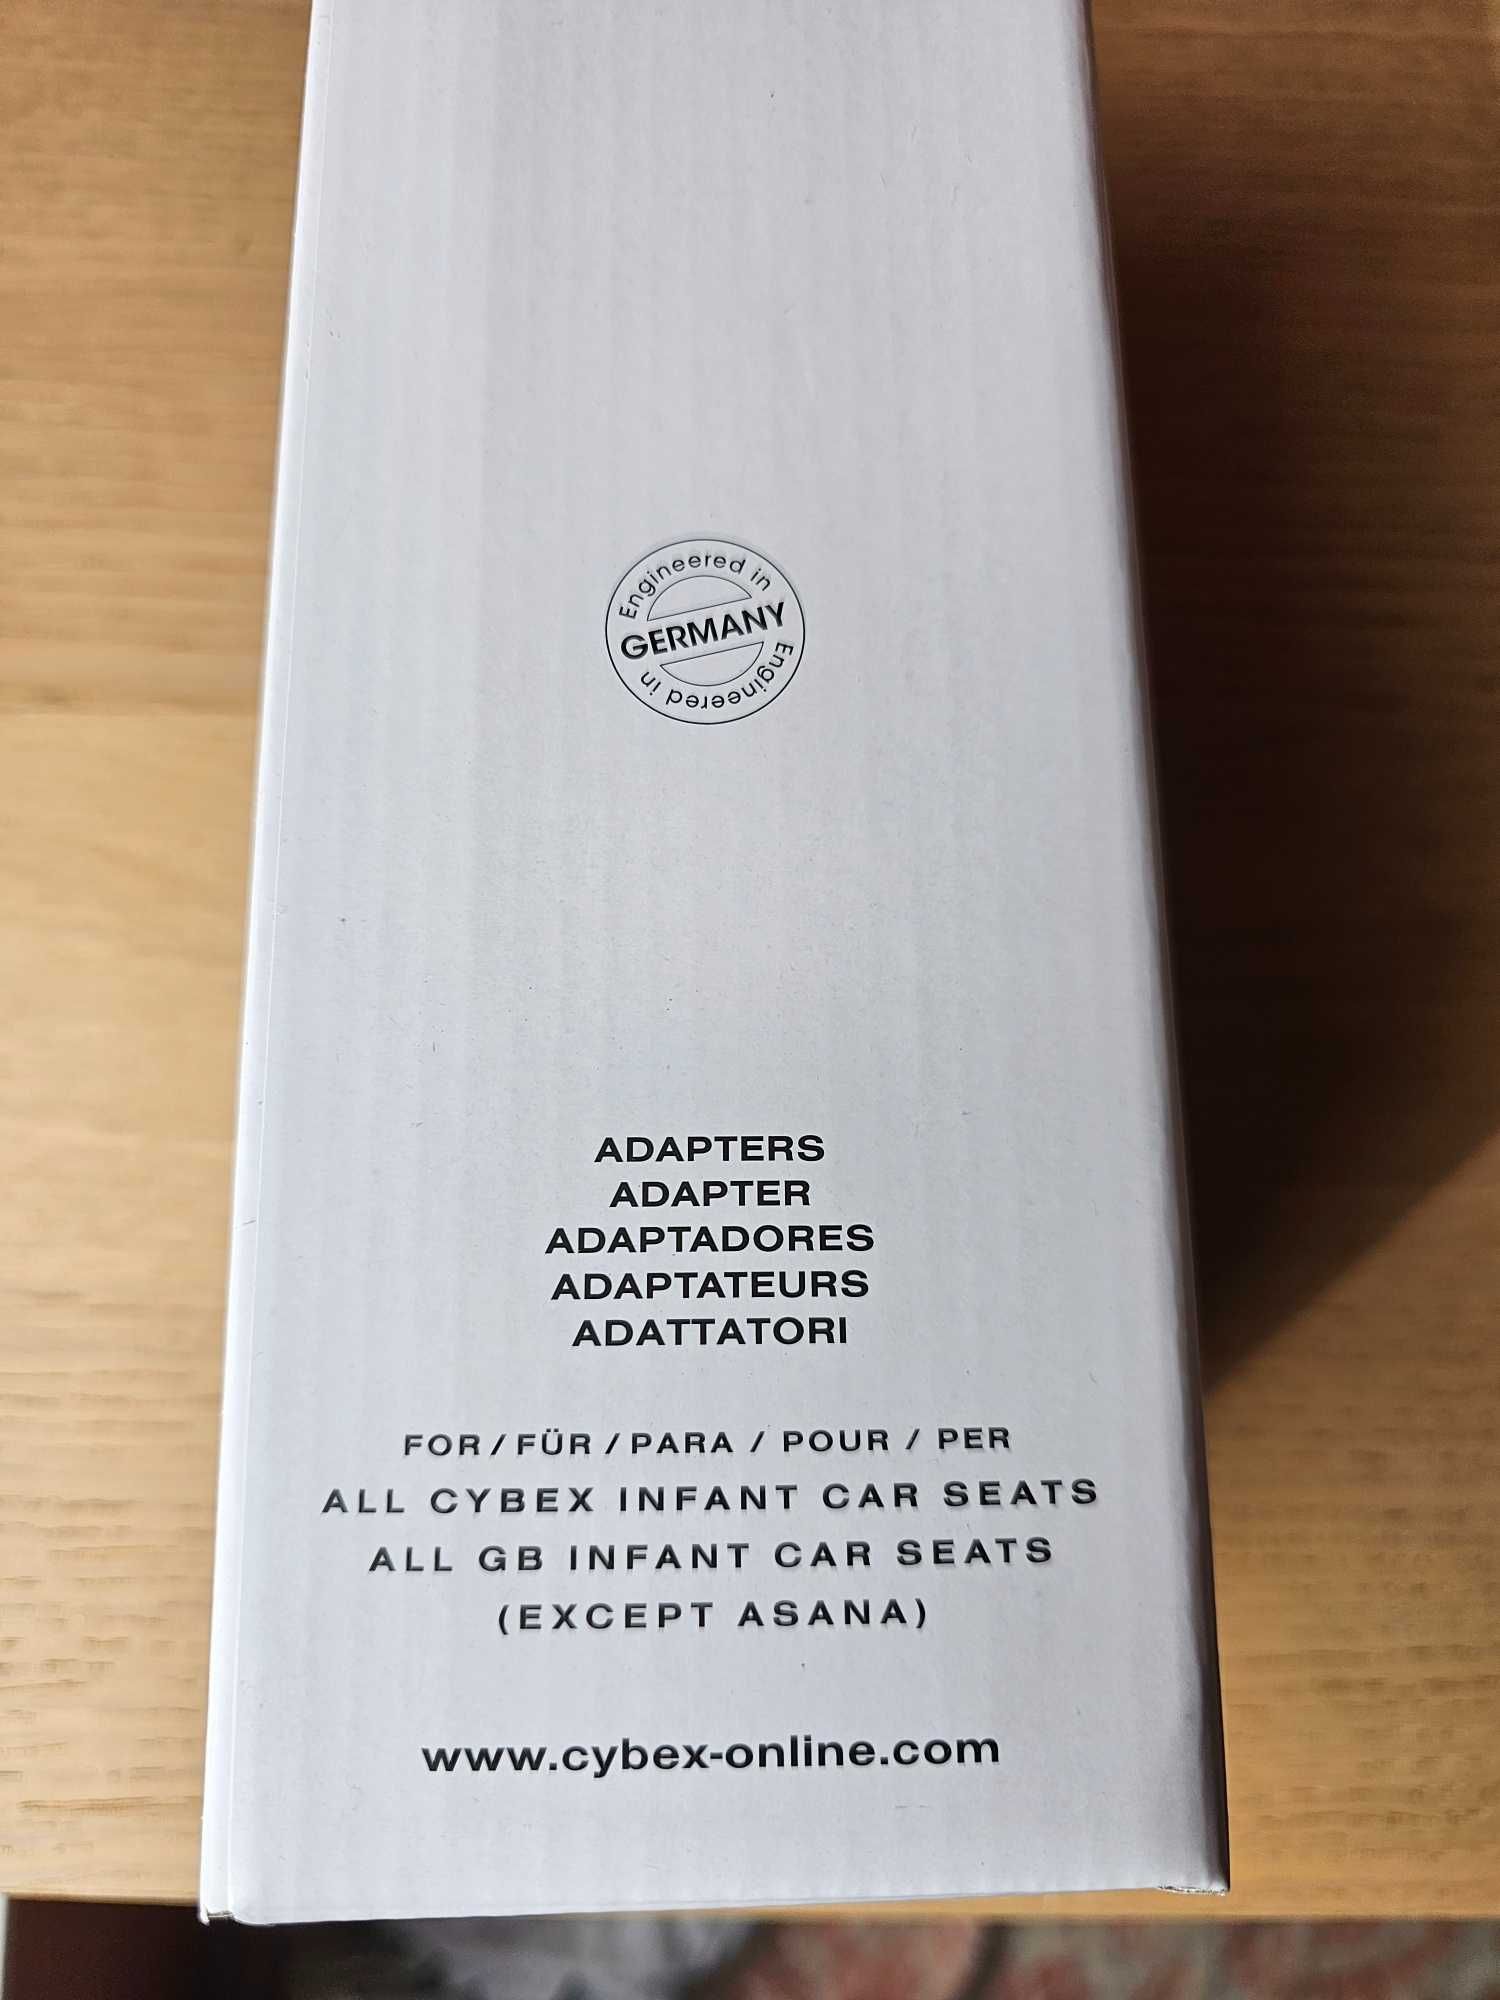 Engineered in
GERMANY
Engineered in
ADAPTERS
ADAPTER
ADAPTADORES
ADAPTATEURS
ADATTATORI
FOR / FÜR / PARA / POUR / PER
ALL CYBEX INFANT CAR SEATS
ALL GB INFANT CAR SEATS
(EXCEPT ASANA)
www.cybex-online.com